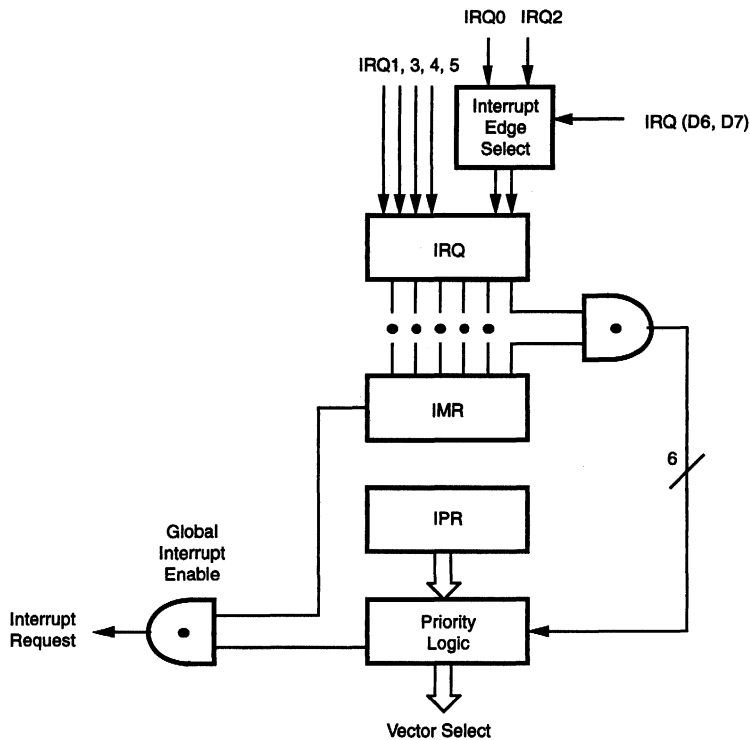 IRQ0 IRQ2
IRQ1, 3, 4, 5
Interrupt
Edge
Select
IRQ (D6, D7)
IRQ
IMR
6
IPR
Global
Interrupt
Enable
Interrupt
Request
Priority
Logic
Vector Select